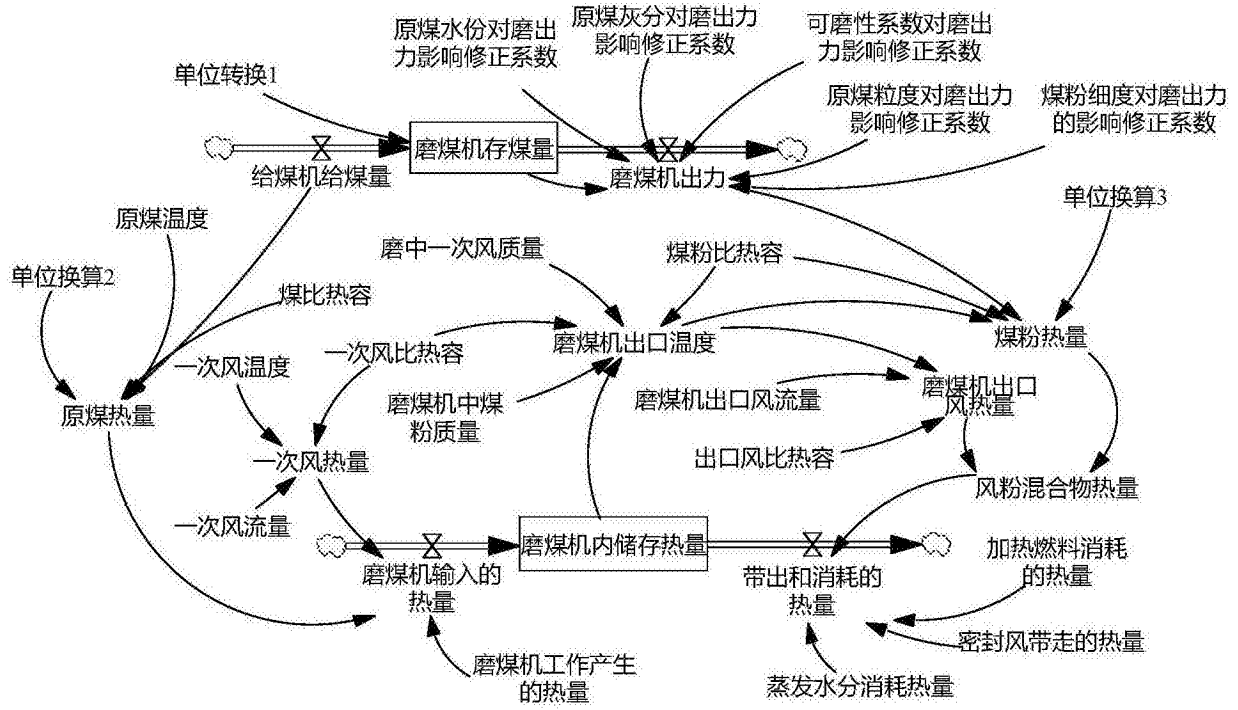 原煤水份对磨出
力影响修正系数
原煤灰分对磨出力
影响修正系数
可磨性系数对磨出
力影响修正系数
单位转换1
原煤粒度对磨出力
影响修正系数
煤粉细度对磨出力
的影响修正系数
磨煤机存煤量
给煤机给煤量
磨煤机出力
单位换算3
原煤温度
磨中一次风质量
煤粉比热容
单位换算2
煤比热容
煤粉热量
一次风温度
一次风比热容
磨煤机出口温度
原煤热量
磨煤机中煤
粉质量
磨煤机出口风流量
磨煤机出口
风热量
一次风热量
出口风比热容
风粉混合物热量
一次风流量
磨煤机内储存热量
磨煤机输入的
热量
带出和消耗的
热量
加热燃料消耗
的热量
密封风带走的热量
磨煤机工作产生
的热量
蒸发水分消耗热量